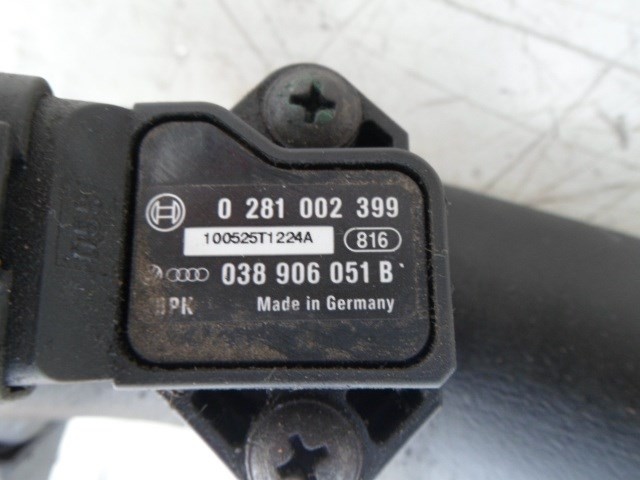 0 281 002 399
100525T1224A 816
038 906 051 B
Made in Germany